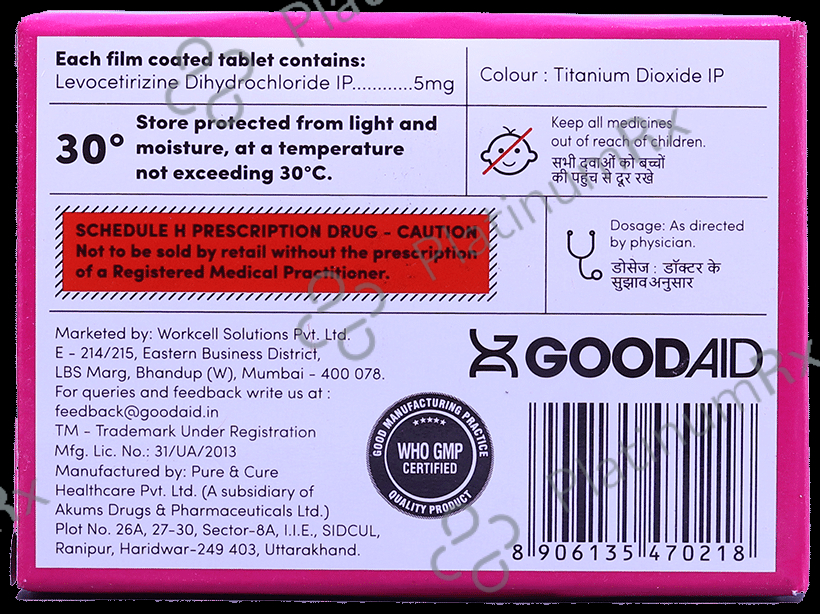 Each film coated tablet contains:
Levocetirizine Dihydrochloride IP............5mg
Colour : Titanium Dioxide IP
30°
Store protected from light and
moisture, at a temperature
not exceeding 30°C.
Keep all medicines
out of reach of children.
सभी दवाओं को बच्चों
की पहुंच से दूर रखे
SCHEDULE H PRESCRIPTION DRUG - CAUTION
Not to be sold by retail without the prescription
of a Registered Medical Practitioner.
Dosage: As directed
by physician.
डोसेज : डॉक्टर के
सुझावअनुसार
Marketed by: Workcell Solutions Pvt. Ltd.
E - 214/215, Eastern Business District,
LBS Marg, Bhandup (W), Mumbai - 400 078.
For queries and feedback write us at :
feedback@goodaid.in
TM - Trademark Under Registration
Mfg. Lic. No.: 31/UA/2013
Manufactured by: Pure & Cure
Healthcare Pvt. Ltd. (A subsidiary of
Akums Drugs & Pharmaceuticals Ltd.)
Plot No. 26A, 27-30, Sector-8A, I.I.E., SIDCUL,
Ranipur, Haridwar-249 403, Uttarakhand.
GOOD MANUFACTURING PRACTICE
WHO GMP
CERTIFIED
QUALITY PRODUCT
GOODAID
8 906135 470218
PlatinumRx
PlatinumRx
PlatinumRx
Rx